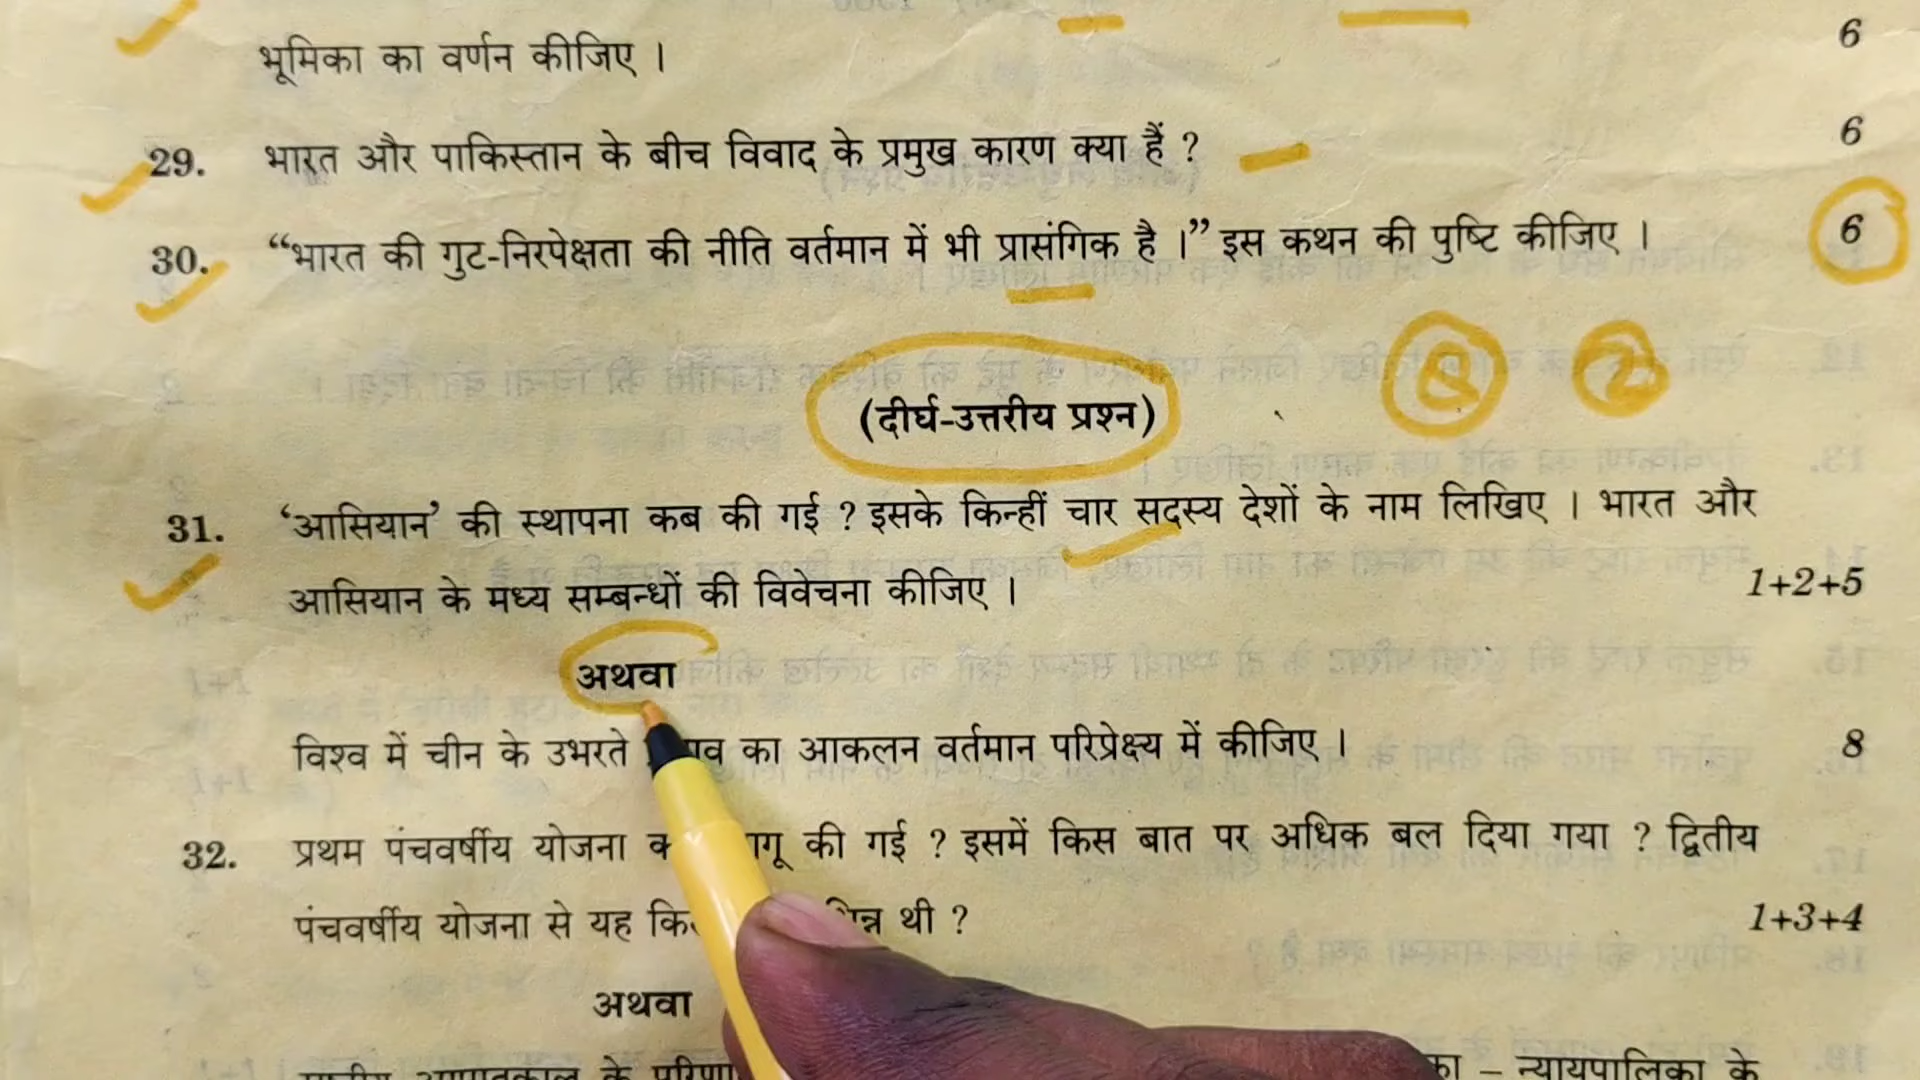 भूमिका का वर्णन कीजिए । 6
29. भारत और पाकिस्तान के बीच विवाद के प्रमुख कारण क्या हैं ? 6
30. “भारत की गुट-निरपेक्षता की नीति वर्तमान में भी प्रासंगिक है ।” इस कथन की पुष्टि कीजिए । 6
(दीर्घ-उत्तरीय प्रश्न) 2
31. ‘आसियान’ की स्थापना कब की गई ? इसके किन्हीं चार सदस्य देशों के नाम लिखिए । भारत और
आसियान के मध्य सम्बन्धों की विवेचना कीजिए । 1+2+5
अथवा
विश्व में चीन के उभरते का आकलन वर्तमान परिप्रेक्ष्य में कीजिए । 8
32. प्रथम पंचवर्षीय योजना की गई ? इसमें किस बात पर अधिक बल दिया गया ? द्वितीय
पंचवर्षीय योजना से यह थी ? 1+3+4
अथवा
के – न्यायपालिका के